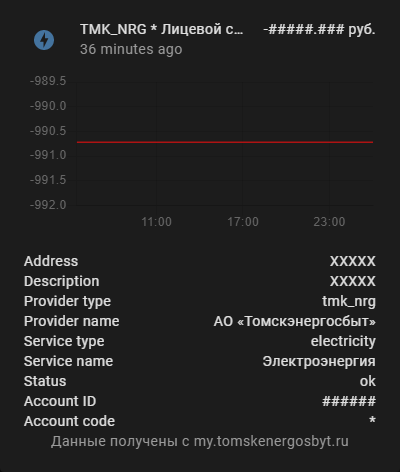 TMK_NRG * Лицевой с... -#####.### руб.
36 minutes ago
-989.5
-990.0
-990.5
-991.0
-991.5
-992.0
11:00 17:00 23:00
Address XXXXX
Description XXXXX
Provider type tmk_nrg
Provider name АО «Томскэнергосбыт»
Service type electricity
Service name Электроэнергия
Status ok
Account ID ######
Account code *
Данные получены с my.tomskenergosbyt.ru